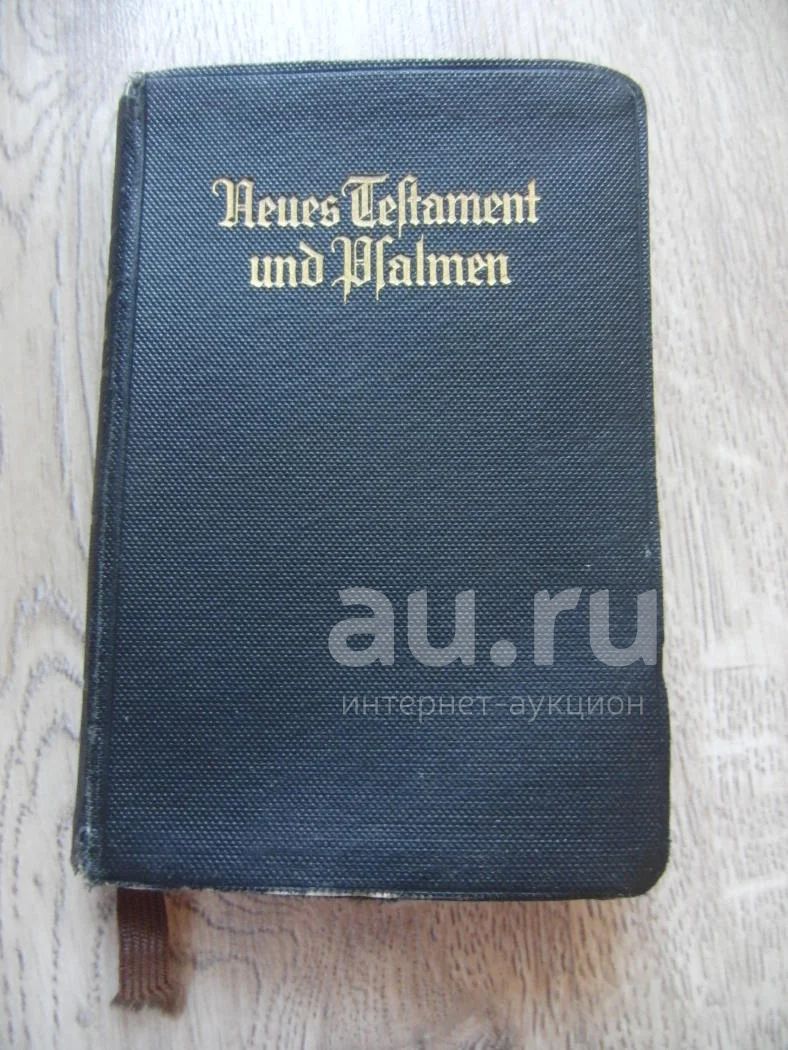 Neues Teſtament
und Pſalmen
au.ru
интернет-аукцион